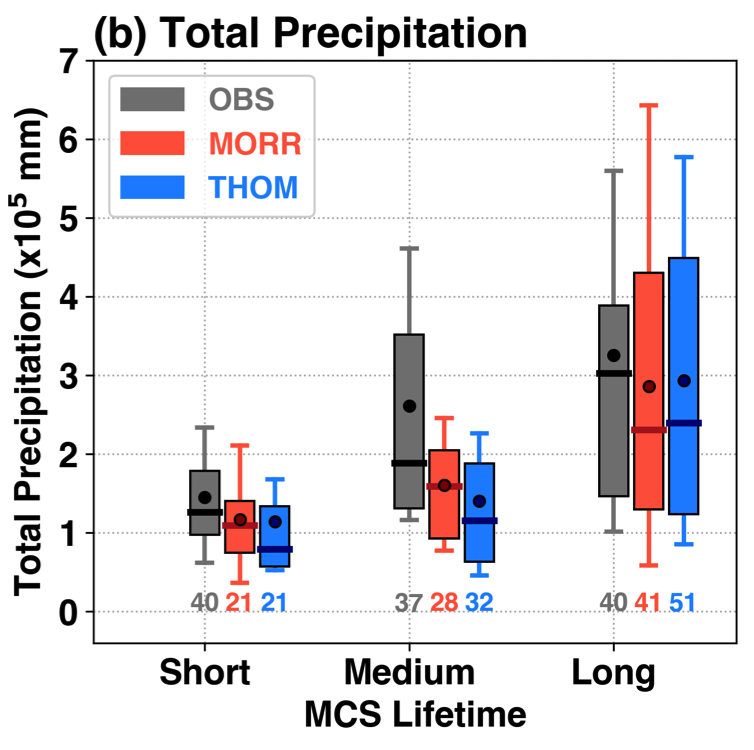 (b) Total Precipitation
Total Precipitation (x10⁵ mm)
7
6
5
4
3
2
1
0
OBS
MORR
THOM
40 21 21 37 28 32 40 41 51
Short Medium Long
MCS Lifetime